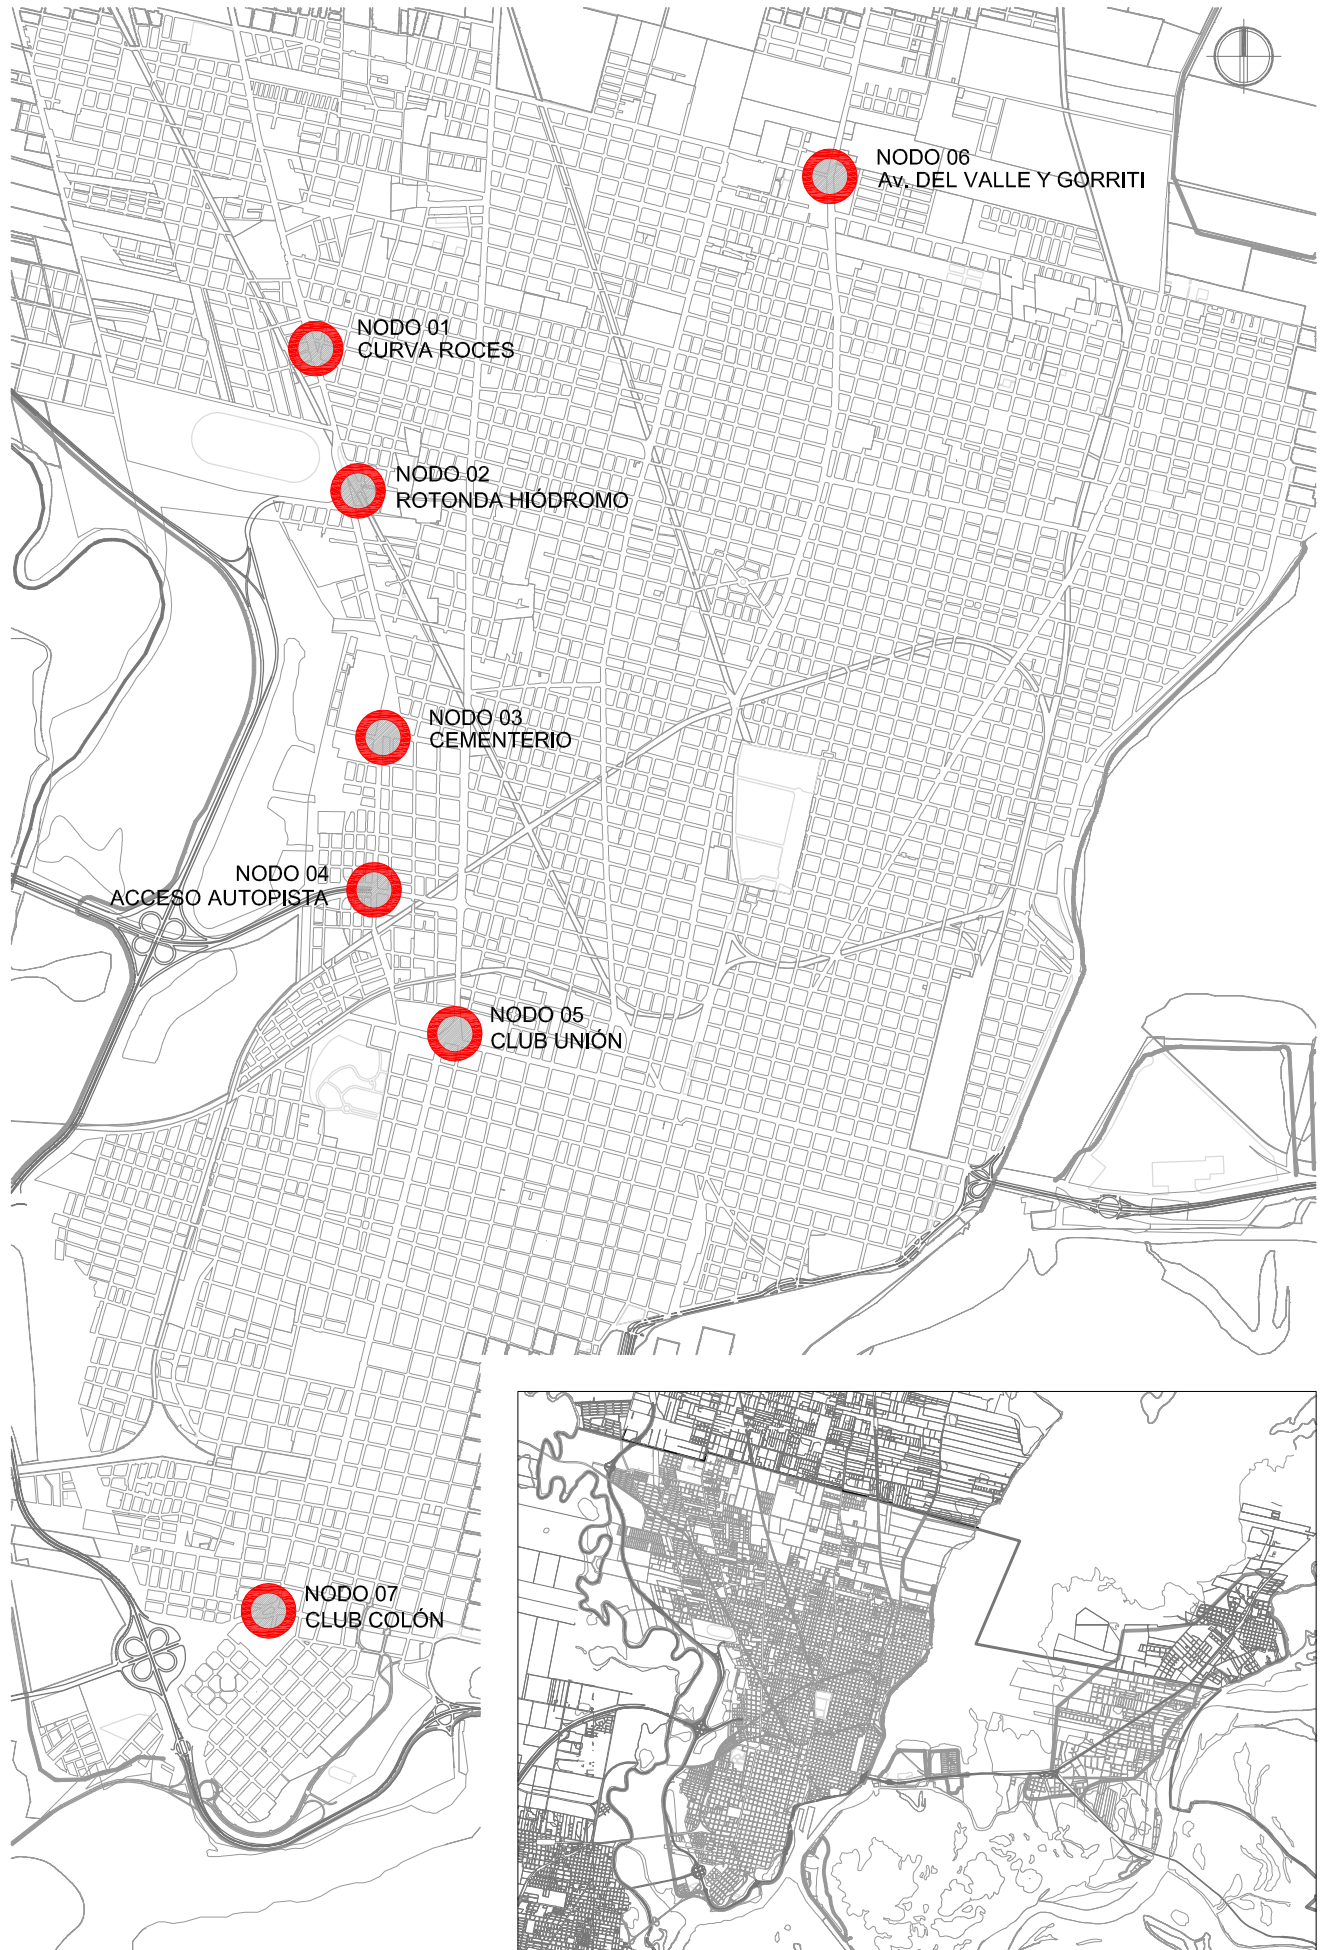 NODO 06
Av. DEL VALLE Y GORRITI
NODO 01
CURVA ROCES
NODO 02
ROTONDA HIÓDROMO
NODO 03
CEMENTERIO
NODO 04
ACCESO AUTOPISTA
NODO 05
CLUB UNIÓN
NODO 07
CLUB COLÓN